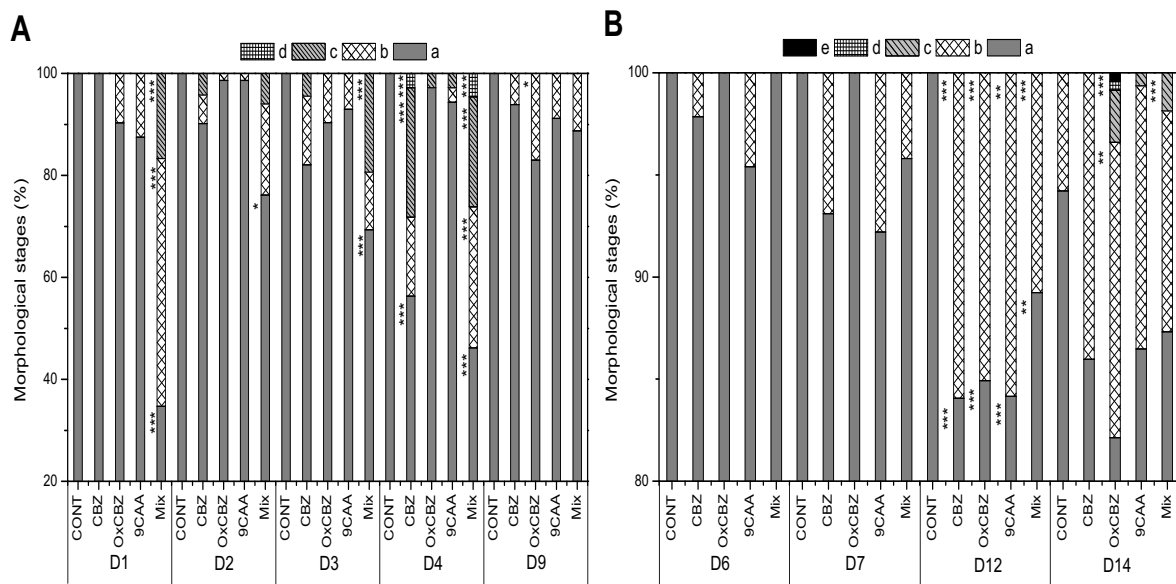 A
d c b a
Morphological stages (%)
100
80
60
40
20
*** *** *** * *** *** *** *** *** *** *** *** *** *
CONT CBZ OxCBZ 9CAA Mix CONT CBZ OxCBZ 9CAA Mix CONT CBZ OxCBZ 9CAA Mix CONT CBZ OxCBZ 9CAA Mix CONT CBZ OxCBZ 9CAA Mix
D1 D2 D3 D4 D9
B
e d c b a
Morphological stages (%)
100
90
80
*** *** *** *** ** *** *** ** *** ** ***
CONT CBZ OxCBZ 9CAA Mix CONT CBZ OxCBZ 9CAA Mix CONT CBZ OxCBZ 9CAA Mix CONT CBZ OxCBZ 9CAA Mix
D6 D7 D12 D14